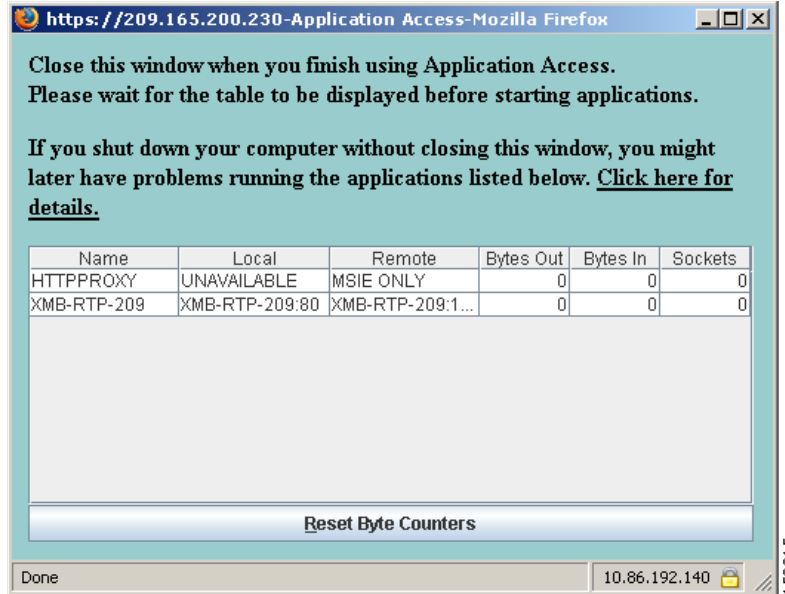 https://209.165.200.230-Application Access-Mozilla Firefox
Close this window when you finish using Application Access.
Please wait for the table to be displayed before starting applications.
If you shut down your computer without closing this window, you might
later have problems running the applications listed below. Click here for
details.
Name Local Remote Bytes Out Bytes In Sockets
HTTPPROXY UNAVAILABLE MSIE ONLY 0 0 0
XMB-RTP-209 XMB-RTP-209:80 XMB-RTP-209:1... 0 0 0
Reset Byte Counters
Done 10.86.192.140